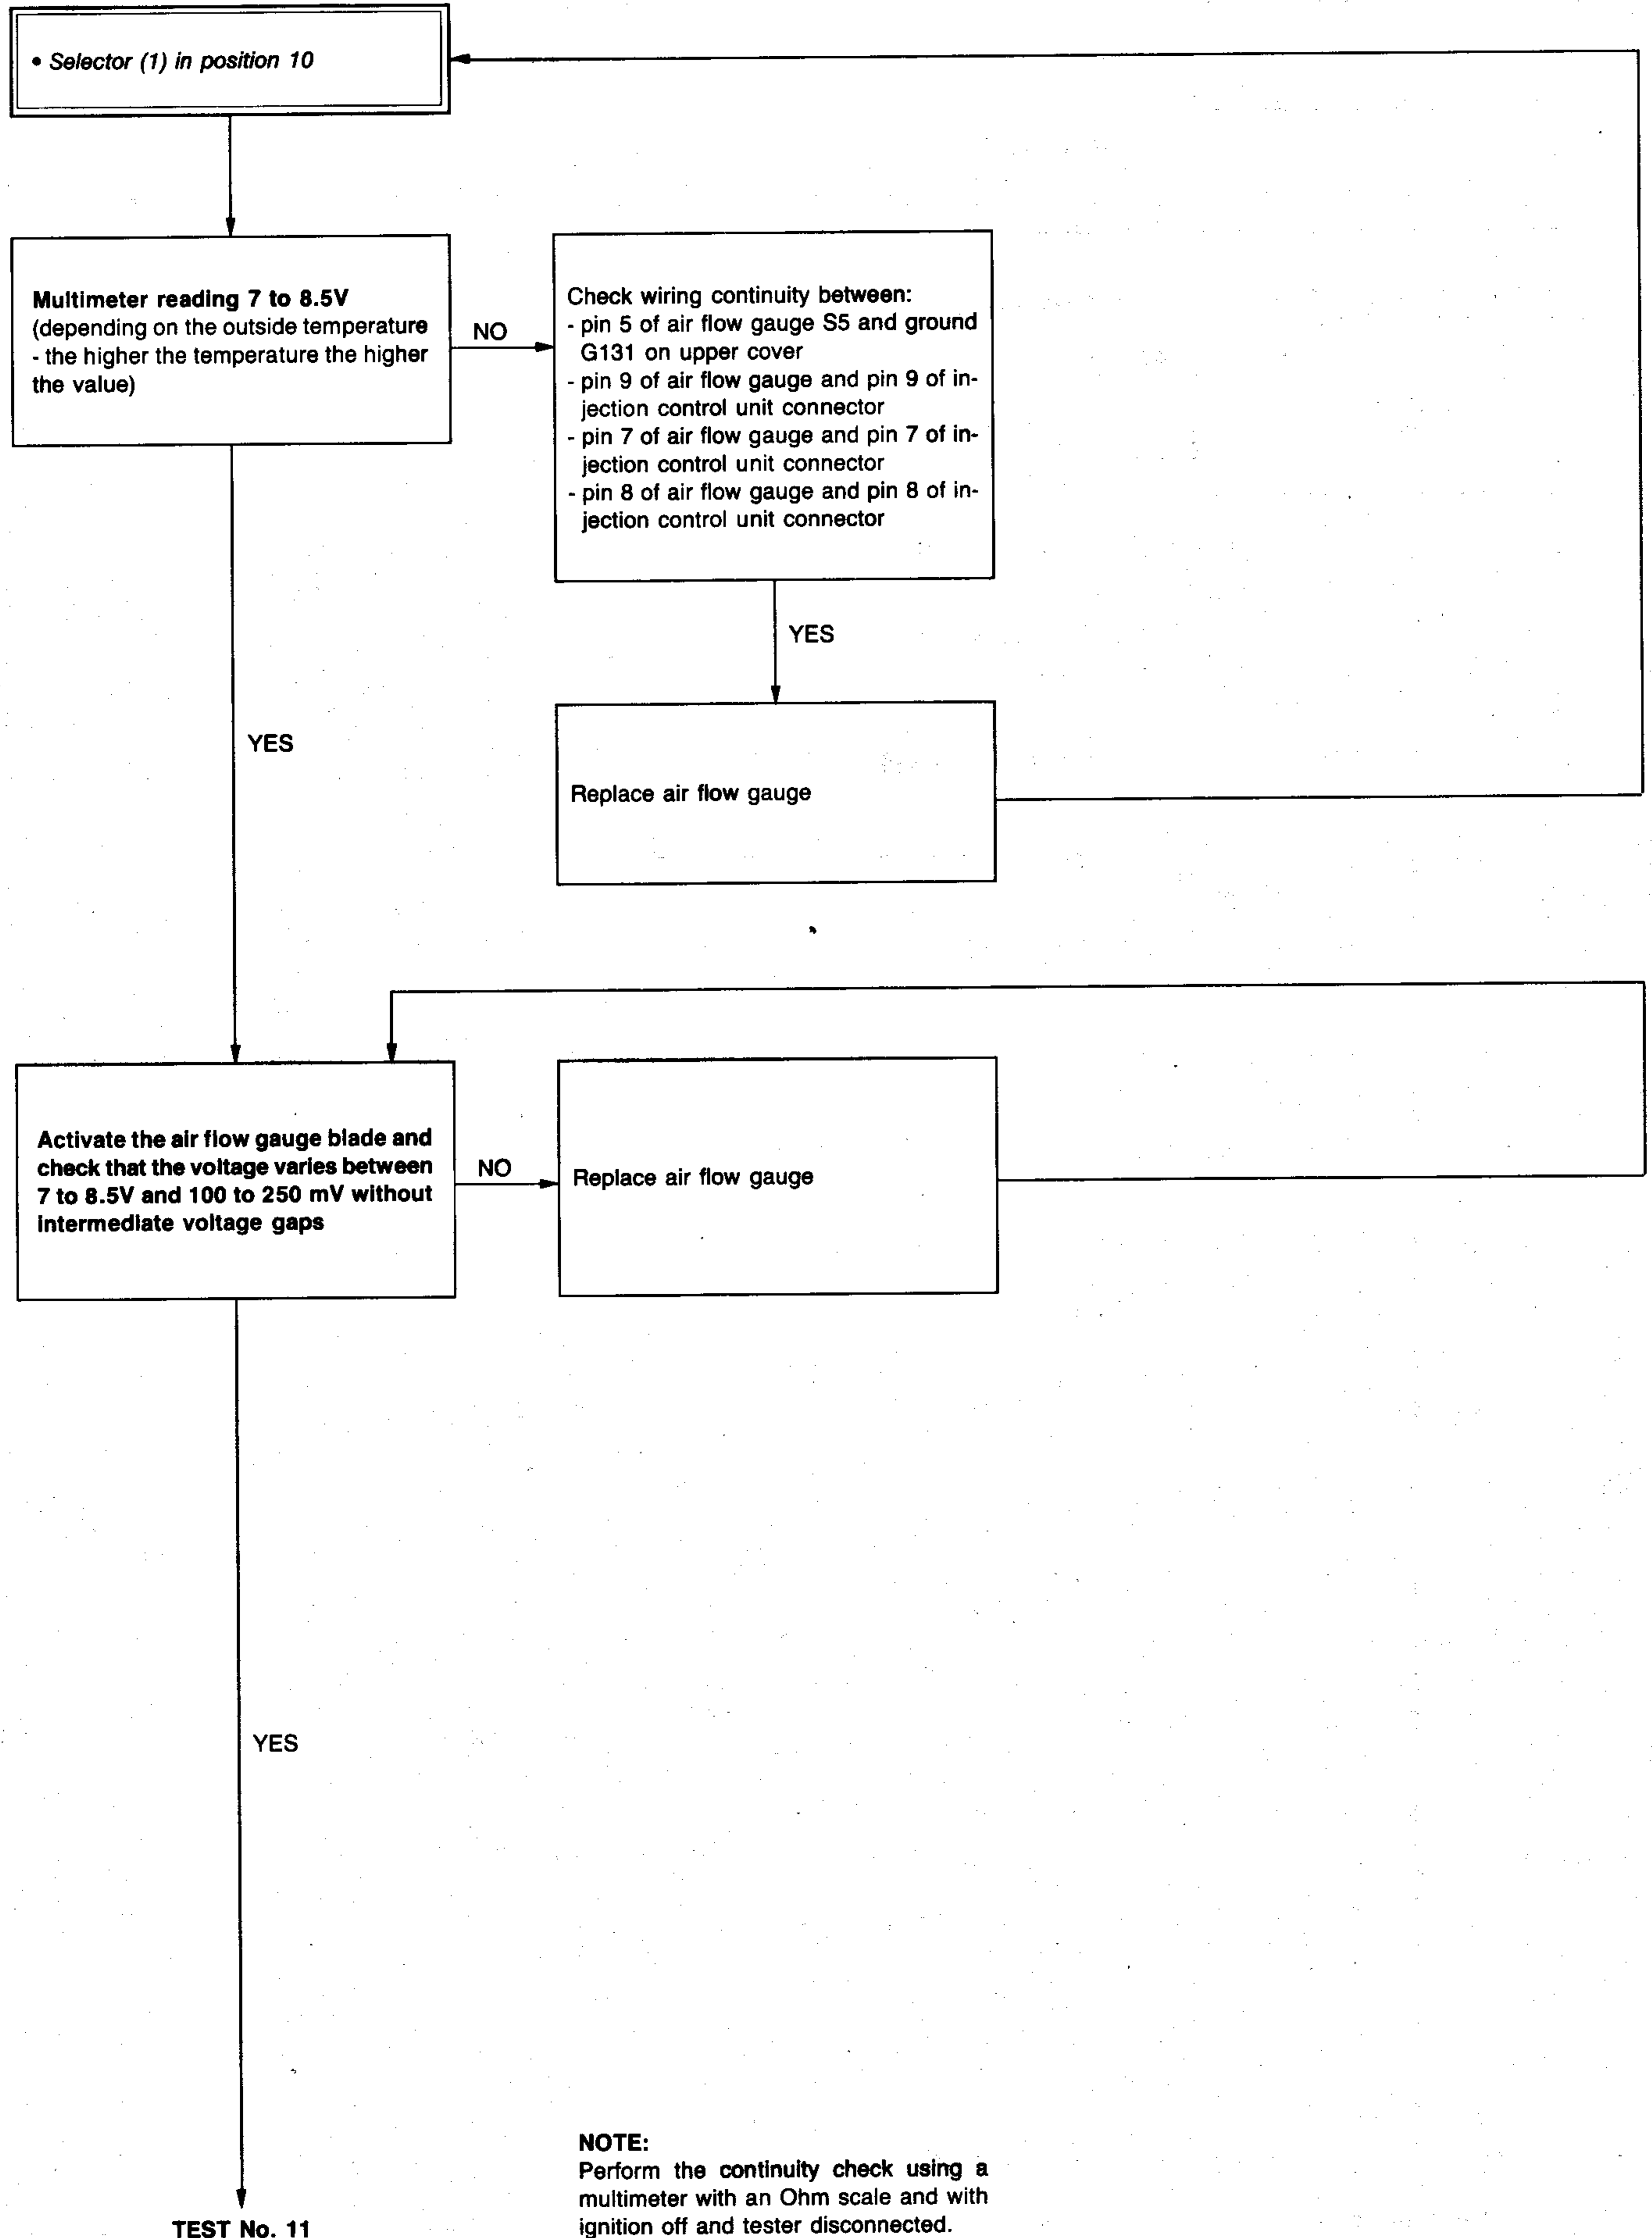 • Selector (1) in position 10
Multimeter reading 7 to 8.5V
(depending on the outside temperature
- the higher the temperature the higher
the value)
NO
Check wiring continuity between:
- pin 5 of air flow gauge S5 and ground
G131 on upper cover
- pin 9 of air flow gauge and pin 9 of in-
jection control unit connector
- pin 7 of air flow gauge and pin 7 of in-
jection control unit connector
- pin 8 of air flow gauge and pin 8 of in-
jection control unit connector
YES
YES
Replace air flow gauge
Activate the air flow gauge blade and
check that the voltage varies between
7 to 8.5V and 100 to 250 mV without
intermediate voltage gaps
NO
Replace air flow gauge
YES
NOTE:
Perform the continuity check using a
multimeter with an Ohm scale and with
ignition off and tester disconnected.
TEST No. 11